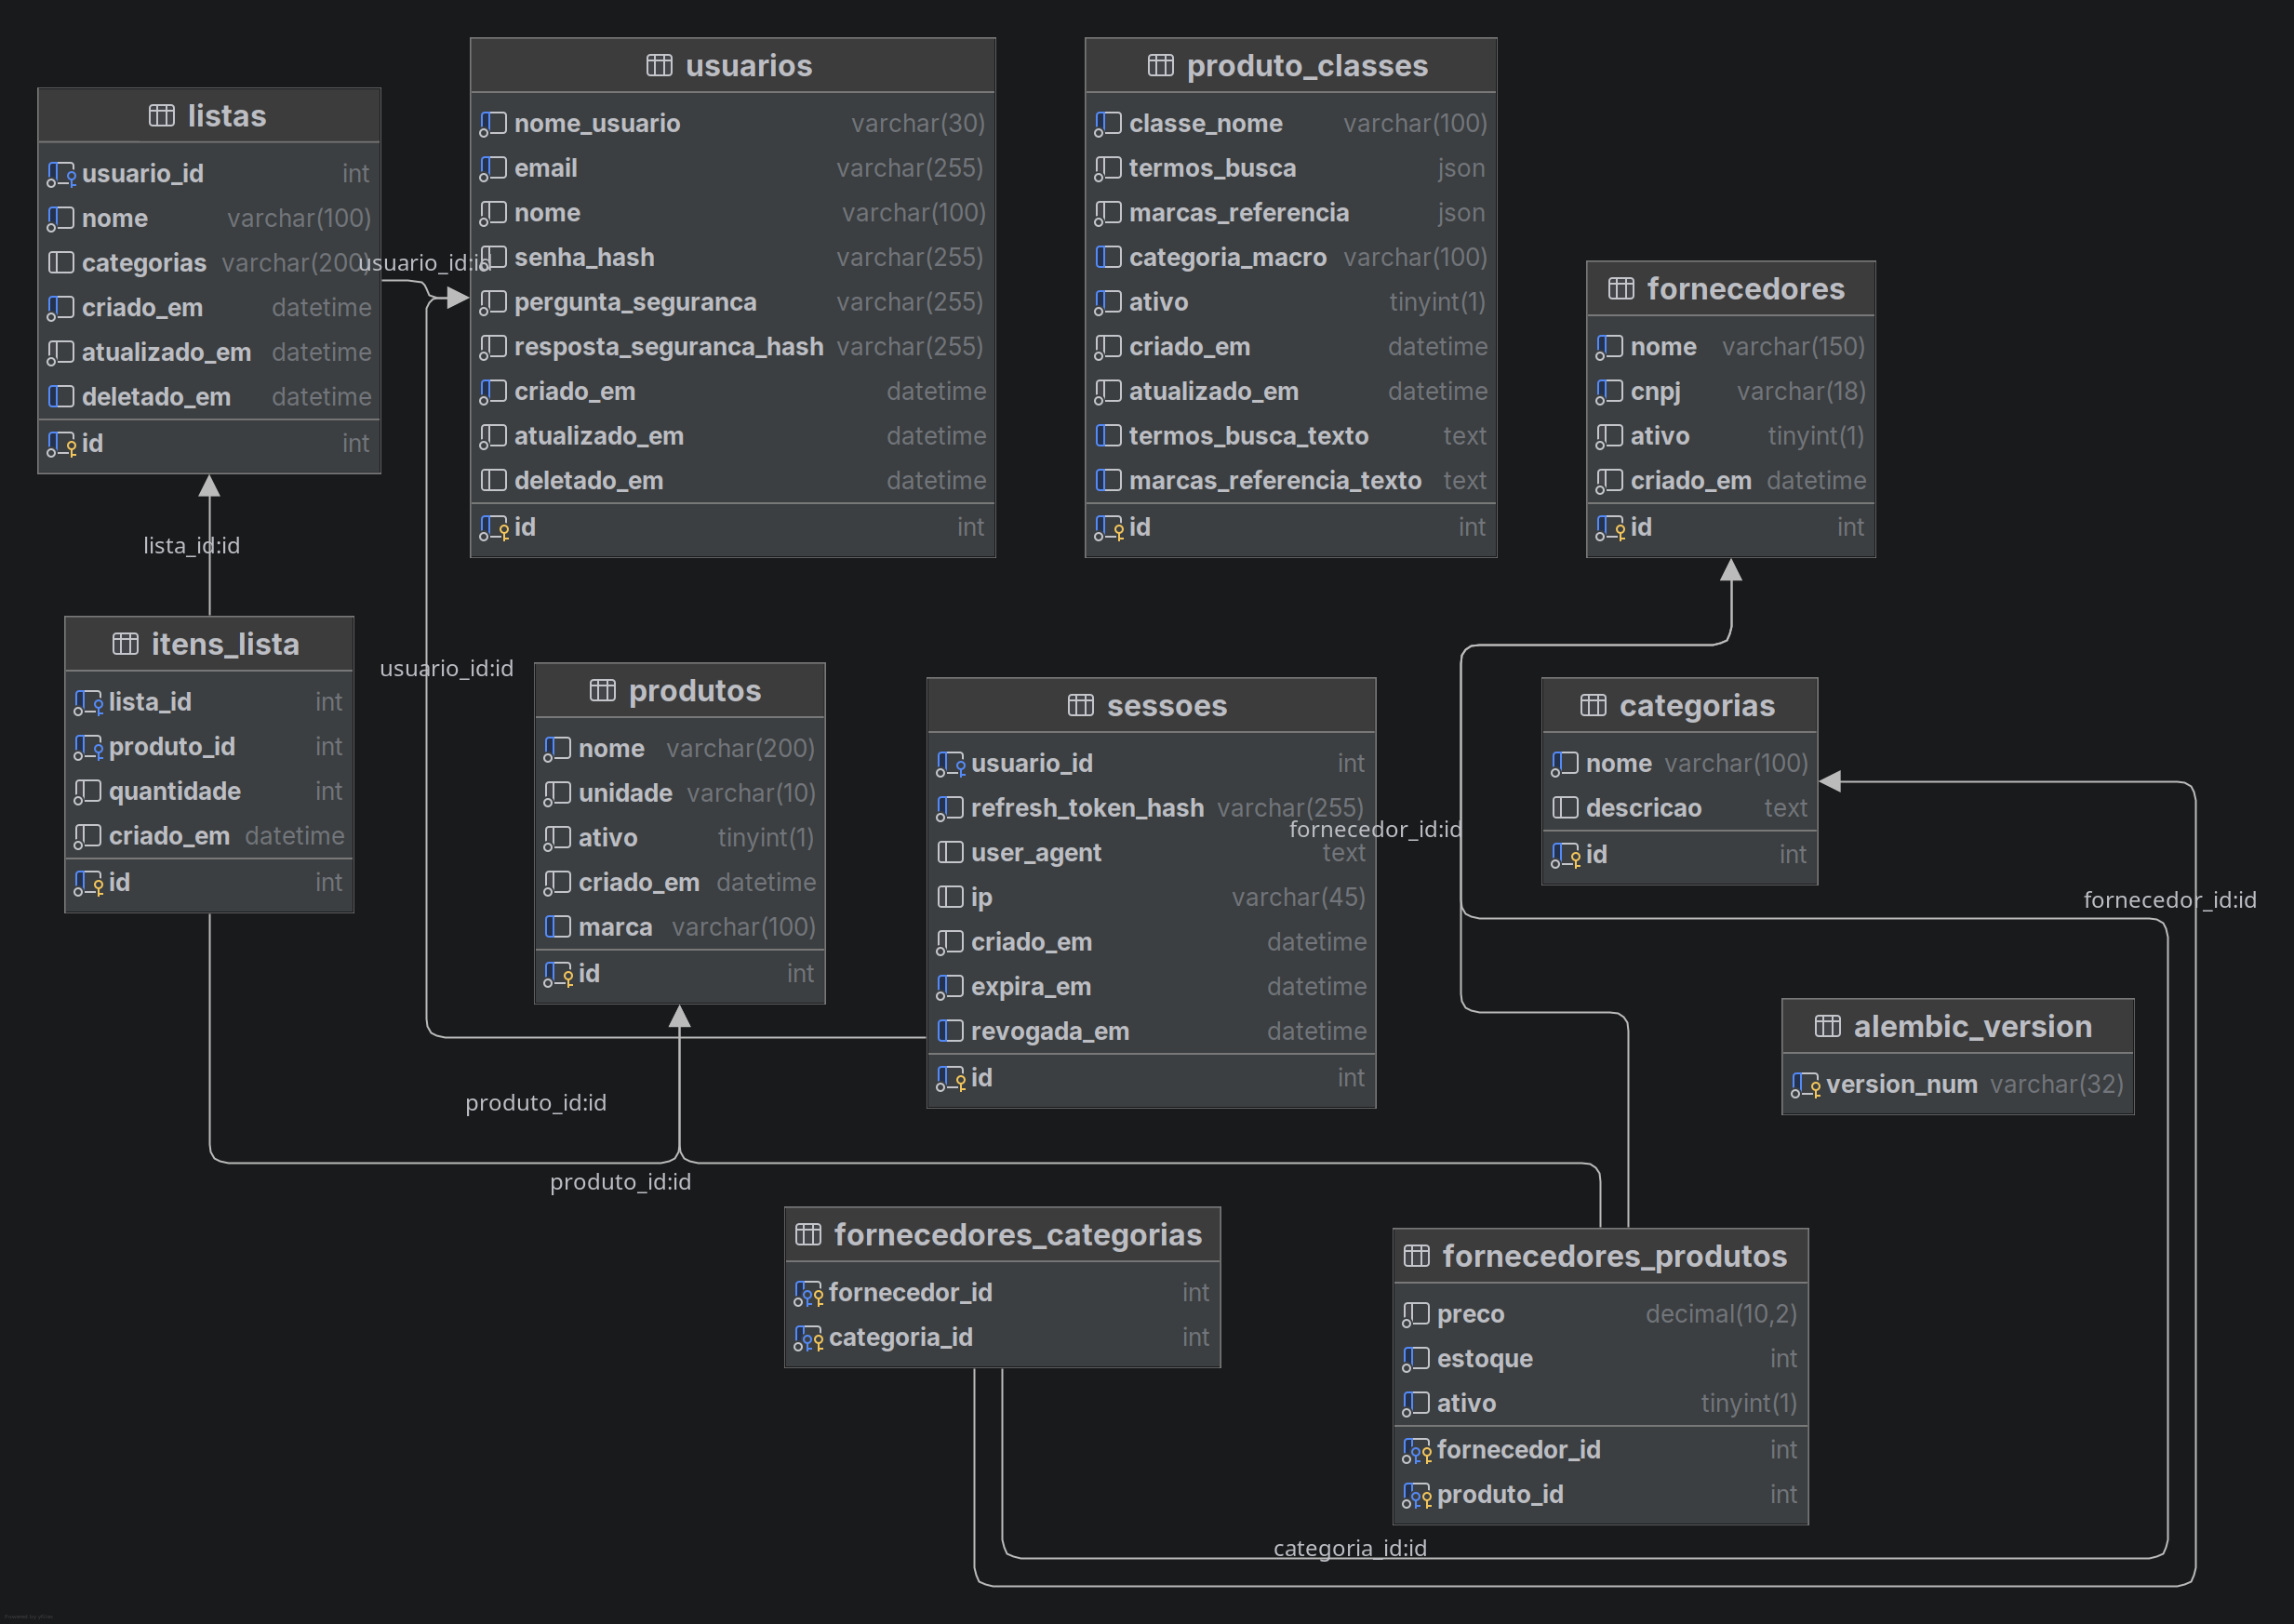 listas
usuario_id int
nome varchar(100)
categorias varchar(200)
criado_em datetime
atualizado_em datetime
deletado_em datetime
id int
usuario_id:id
usuarios
nome_usuario varchar(30)
email varchar(255)
nome varchar(100)
senha_hash varchar(255)
pergunta_seguranca varchar(255)
resposta_seguranca_hash varchar(255)
criado_em datetime
atualizado_em datetime
deletado_em datetime
id int
produto_classes
classe_nome varchar(100)
termos_busca json
marcas_referencia json
categoria_macro varchar(100)
ativo tinyint(1)
criado_em datetime
atualizado_em datetime
termos_busca_texto text
marcas_referencia_texto text
id int
fornecedores
nome varchar(150)
cnpj varchar(18)
ativo tinyint(1)
criado_em datetime
id int
lista_id:id
itens_lista
lista_id int
produto_id int
quantidade int
criado_em datetime
id int
usuario_id:id
produtos
nome varchar(200)
unidade varchar(10)
ativo tinyint(1)
criado_em datetime
marca varchar(100)
id int
sessoes
usuario_id int
refresh_token_hash varchar(255)
user_agent text
ip varchar(45)
criado_em datetime
expira_em datetime
revogada_em datetime
id int
fornecedor_id:id
categorias
nome varchar(100)
descricao text
id int
fornecedor_id:id
alembic_version
version_num varchar(32)
produto_id:id
produto_id:id
fornecedores_categorias
fornecedor_id int
categoria_id int
fornecedores_produtos
preco decimal(10,2)
estoque int
ativo tinyint(1)
fornecedor_id int
produto_id int
categoria_id:id